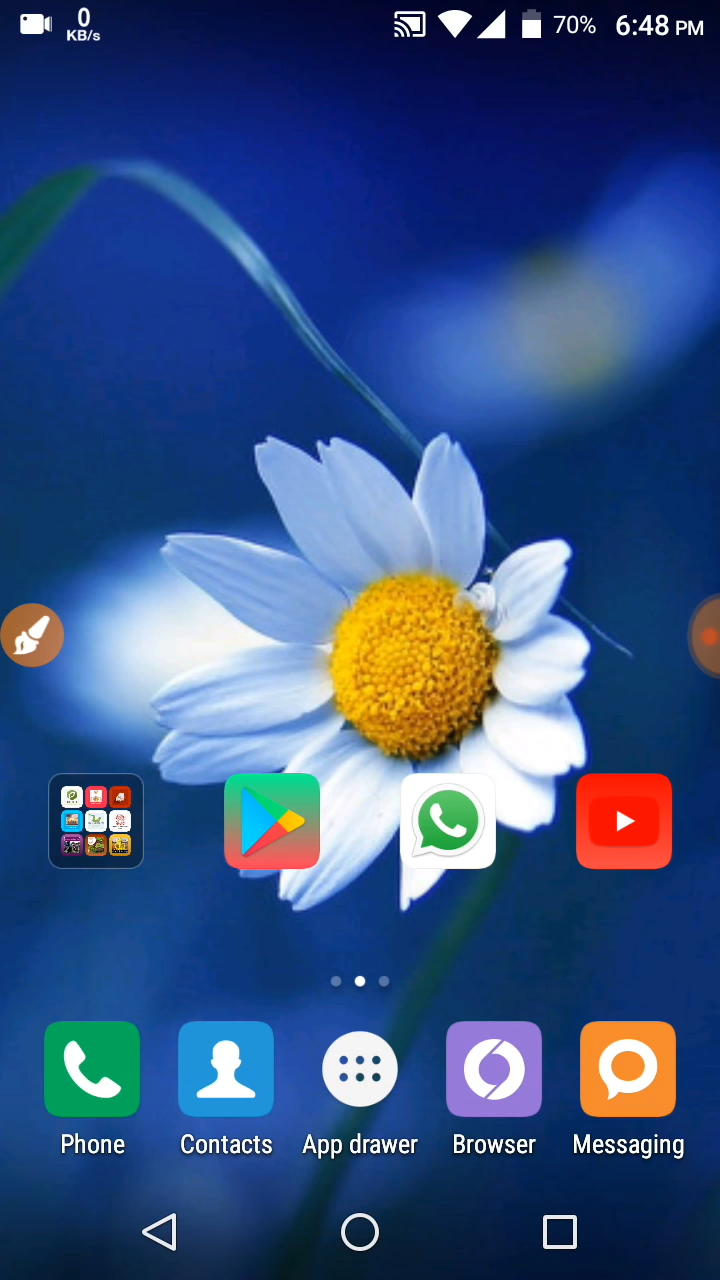 0
KB/s
70%
6:48 PM
Phone
Contacts
App drawer
Browser
Messaging